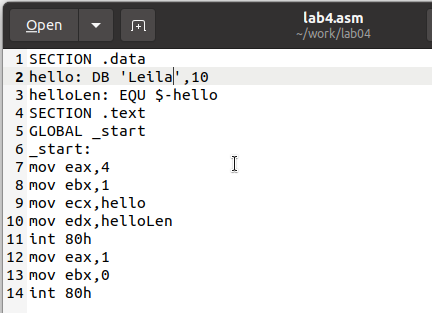 Open
lab4.asm
~/work/lab04
1 SECTION .data
2 hello: DB 'Leila',10
3 helloLen: EQU $-hello
4 SECTION .text
5 GLOBAL _start
6 _start:
7 mov eax,4
8 mov ebx,1
9 mov ecx,hello
10 mov edx,helloLen
11 int 80h
12 mov eax,1
13 mov ebx,0
14 int 80h